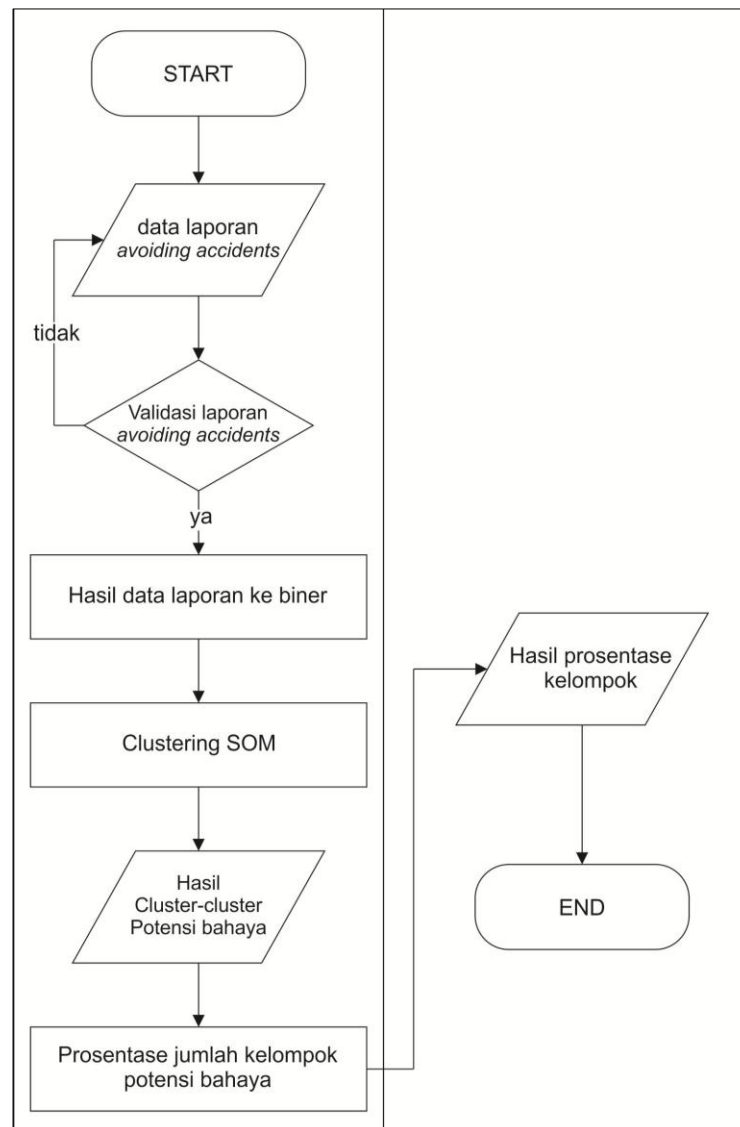 START
data laporan
avoiding accidents
tidak
Validasi laporan
avoiding accidents
ya
Hasil data laporan ke biner
Clustering SOM
Hasil
Cluster-cluster
Potensi bahaya
Prosentase jumlah kelompok
potensi bahaya
Hasil prosentase
kelompok
END